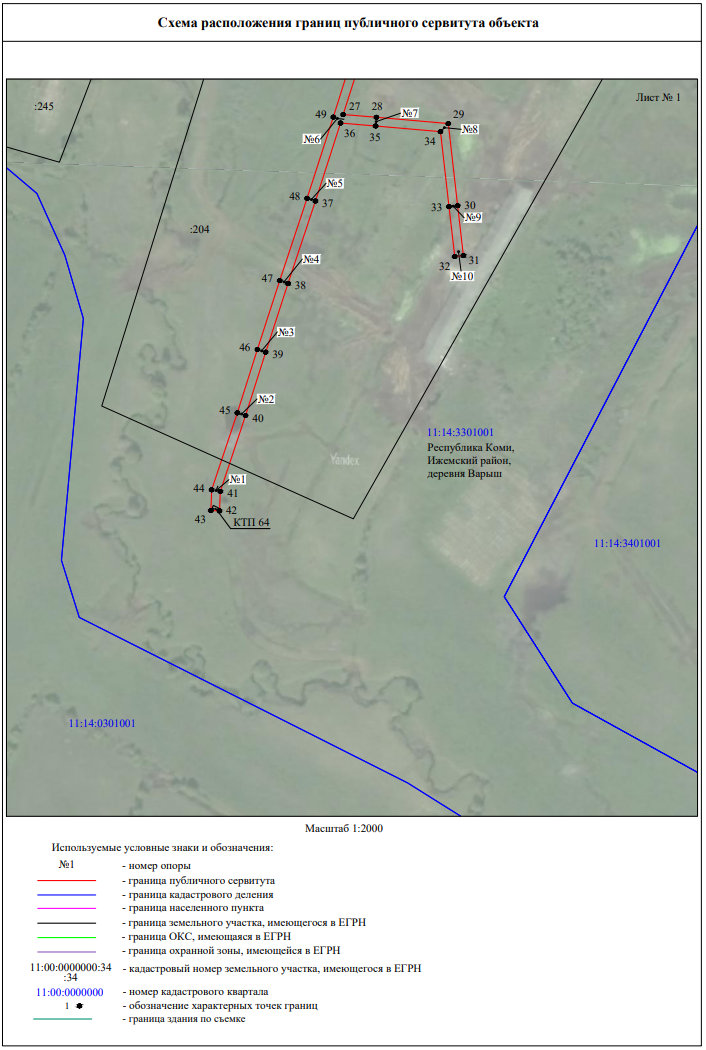 Схема расположения границ публичного сервитута объекта
Лист № 1
:245
49
27
28
№7
29
№6
36
35
34
№8
№5
48
37
33
30
№9
:204
32
31
№10
№4
47
38
№3
46
39
№2
45
40
11:14:3301001
Республика Коми,
Ижемский район,
деревня Варыш
Yandex
№1
44
41
43
42
КТП 64
11:14:3401001
11:14:0301001
Масштаб 1:2000
Используемые условные знаки и обозначения:
№1 - номер опоры
- граница публичного сервитута
- граница кадастрового деления
- граница населенного пункта
- граница земельного участка, имеющегося в ЕГРН
- граница ОКС, имеющаяся в ЕГРН
- граница охранной зоны, имеющейся в ЕГРН
11:00:0000000:34 - кадастровый номер земельного участка, имеющегося в ЕГРН
:34
11:00:0000000 - номер кадастрового квартала
1 - обозначение характерных точек границ
- граница здания по съемке